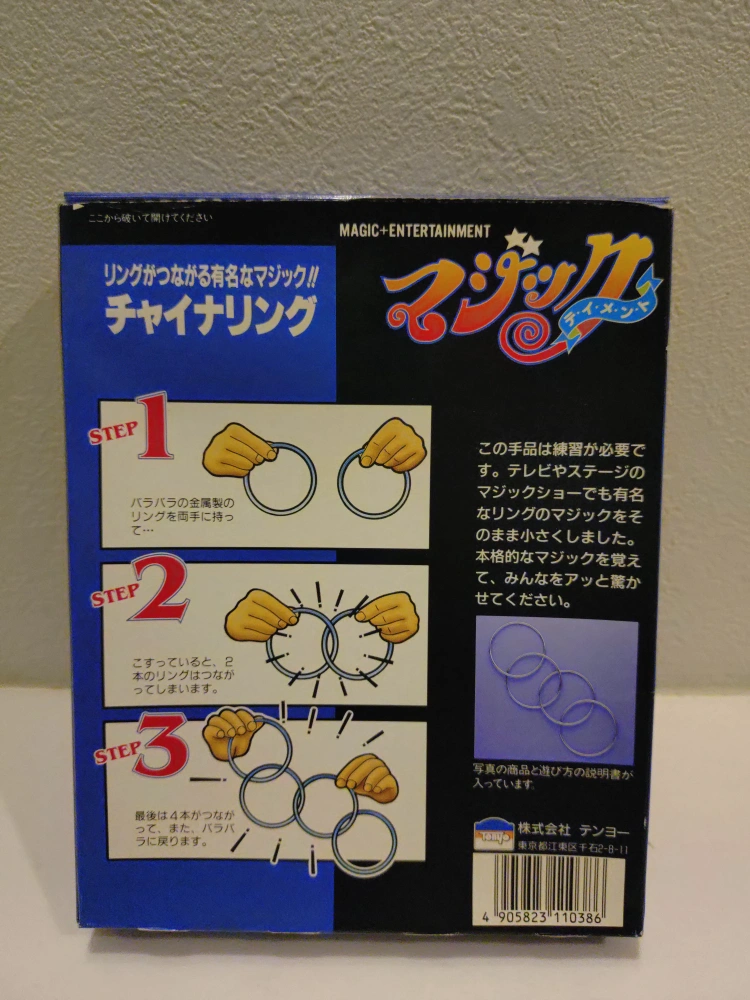 ここから破いて開けてください
MAGIC+ENTERTAINMENT
マジック
テ・イ・メ・ン・ト
リングがつながる有名なマジック!!
チャイナリング
STEP 1
バラバラの金属製の
リングを両手に持っ
て…
STEP 2
こすっていると、2
本のリングはつなが
ってしまいます。
STEP 3
最後は4本がつなが
って、また、バラバ
ラに戻ります。
この手品は練習が必要で
す。テレビやステージの
マジックショーでも有名
なリングのマジックをそ
のまま小さくしました。
本格的なマジックを覚え
て、みんなをアッと驚か
せてください。
写真の商品と遊び方の説明書が
入っています.
Tenyo
株式会社 テンヨー
東京都江東区千石2-8-11
4 905823 110386